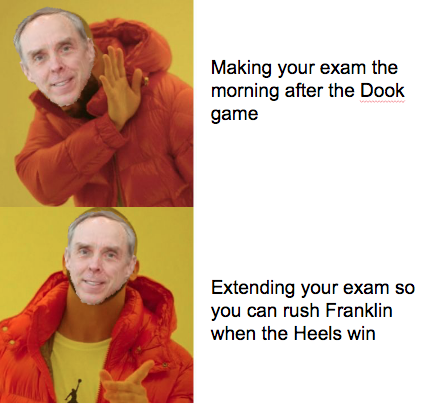 Making your exam the
morning after the Dook
game
Extending your exam so
you can rush Franklin
when the Heels win